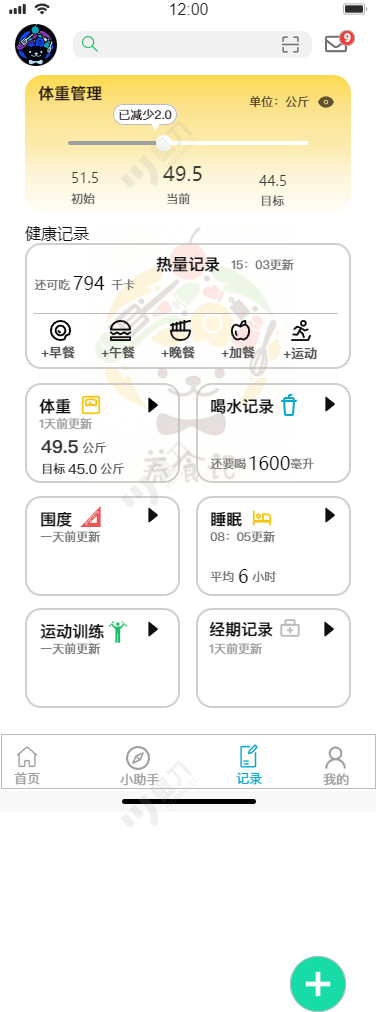 12:00
9
体重管理
单位：公斤
已减少2.0
51.5
49.5
44.5
初始
当前
目标
健康记录
热量记录 15：03更新
还可吃 794 千卡
+早餐 +午餐 +晚餐 +加餐 +运动
体重
1天前更新
49.5 公斤
目标 45.0 公斤
喝水记录
还要喝 1600毫升
养食记
围度
一天前更新
睡眠
08：05更新
平均 6 小时
运动训练
一天前更新
经期记录
1天前更新
首页 小助手 记录 我的